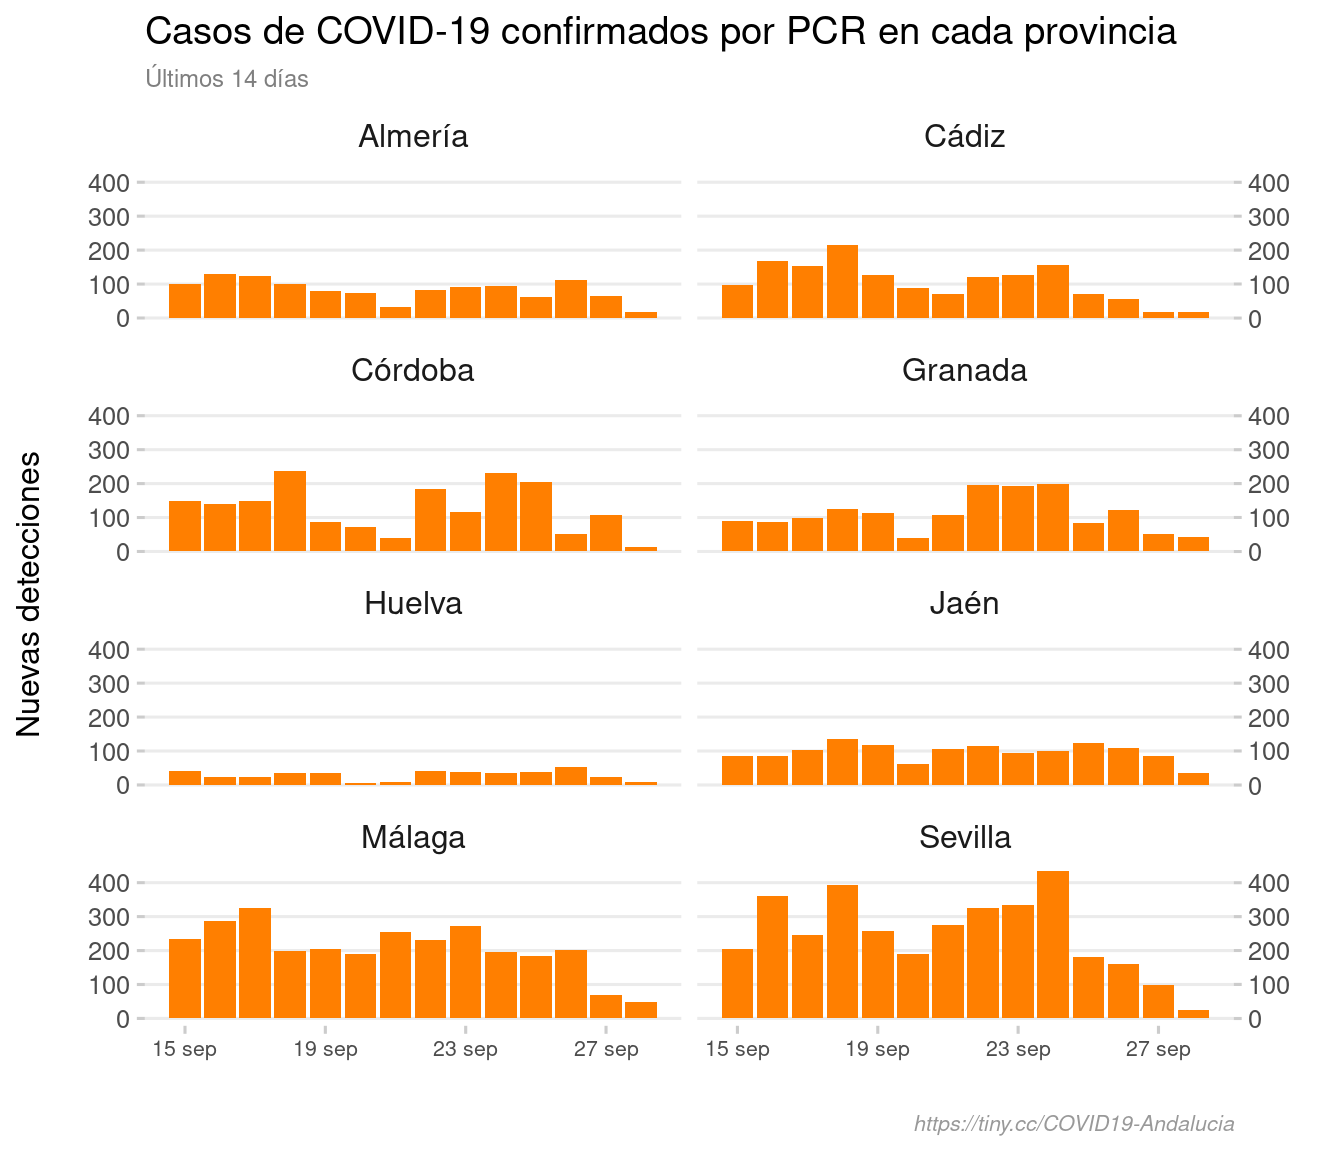 Casos de COVID-19 confirmados por PCR en cada provincia
Últimos 14 días
Almería
Cádiz
400
300
200
100
0
400
300
200
100
0
Córdoba
Granada
400
300
200
100
0
400
300
200
100
0
Nuevas detecciones
Huelva
Jaén
400
300
200
100
0
400
300
200
100
0
Málaga
Sevilla
400
300
200
100
0
400
300
200
100
0
15 sep 19 sep 23 sep 27 sep
15 sep 19 sep 23 sep 27 sep
https://tiny.cc/COVID19-Andalucia